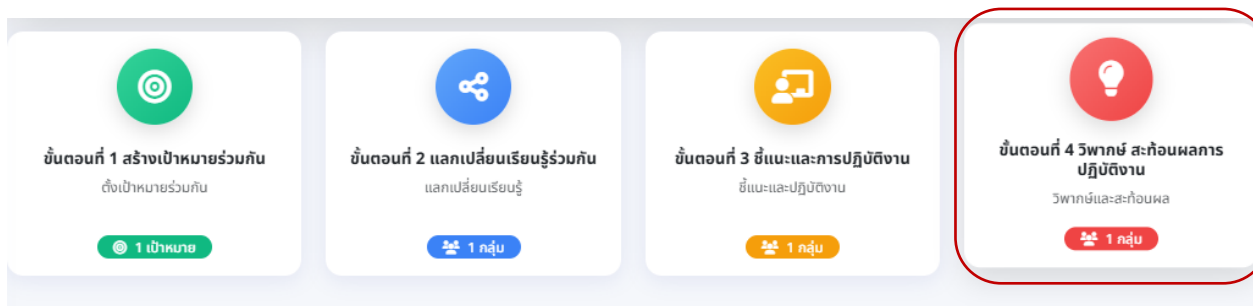 ขั้นตอนที่ 1 สร้างเป้าหมายร่วมกัน
ตั้งเป้าหมายร่วมกัน
1 เป้าหมาย
ขั้นตอนที่ 2 แลกเปลี่ยนเรียนรู้ร่วมกัน
แลกเปลี่ยนเรียนรู้
1 กลุ่ม
ขั้นตอนที่ 3 ชี้แนะและการปฏิบัติงาน
ชี้แนะและปฏิบัติงาน
1 กลุ่ม
ขั้นตอนที่ 4 วิพากษ์ สะท้อนผลการ
ปฏิบัติงาน
วิพากษ์และสะท้อนผล
1 กลุ่ม